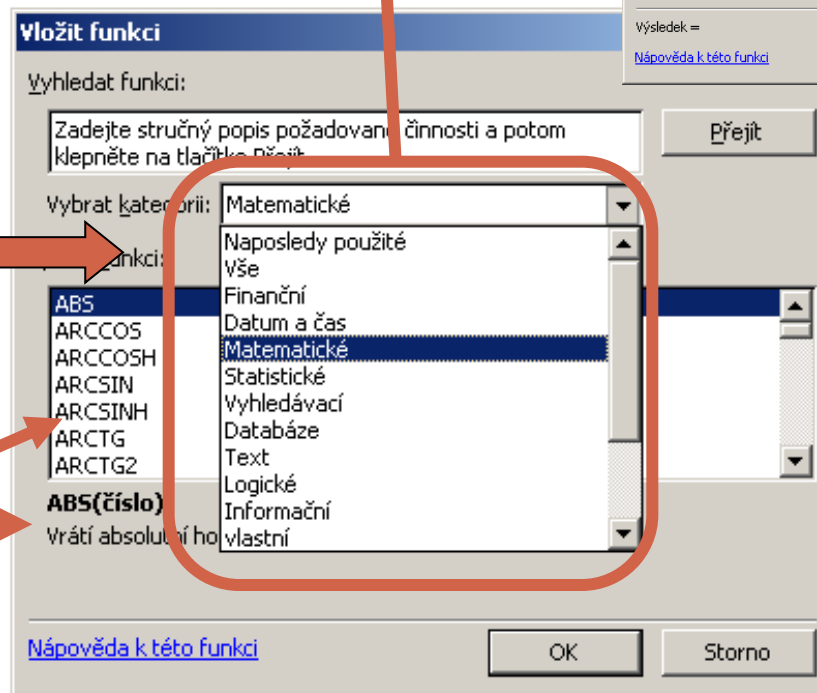 Výsledek =
Nápověda k této funkci
Vložit funkci
Vyhledat funkci:
Zadejte stručný popis požadované činnosti a potom
klepněte na tlačítko Přejít
Přejít
Vybrat kategorii: Matematické
funkci:
Naposledy použité
Vše
Finanční
Datum a čas
Matematické
Statistické
Vyhledávací
Databáze
Text
Logické
Informační
vlastní
ABS
ARCCOS
ARCCOSH
ARCSIN
ARCSINH
ARCTG
ARCTG2
ABS(číslo)
Vrátí absolutní ho
Nápověda k této funkci
OK
Storno